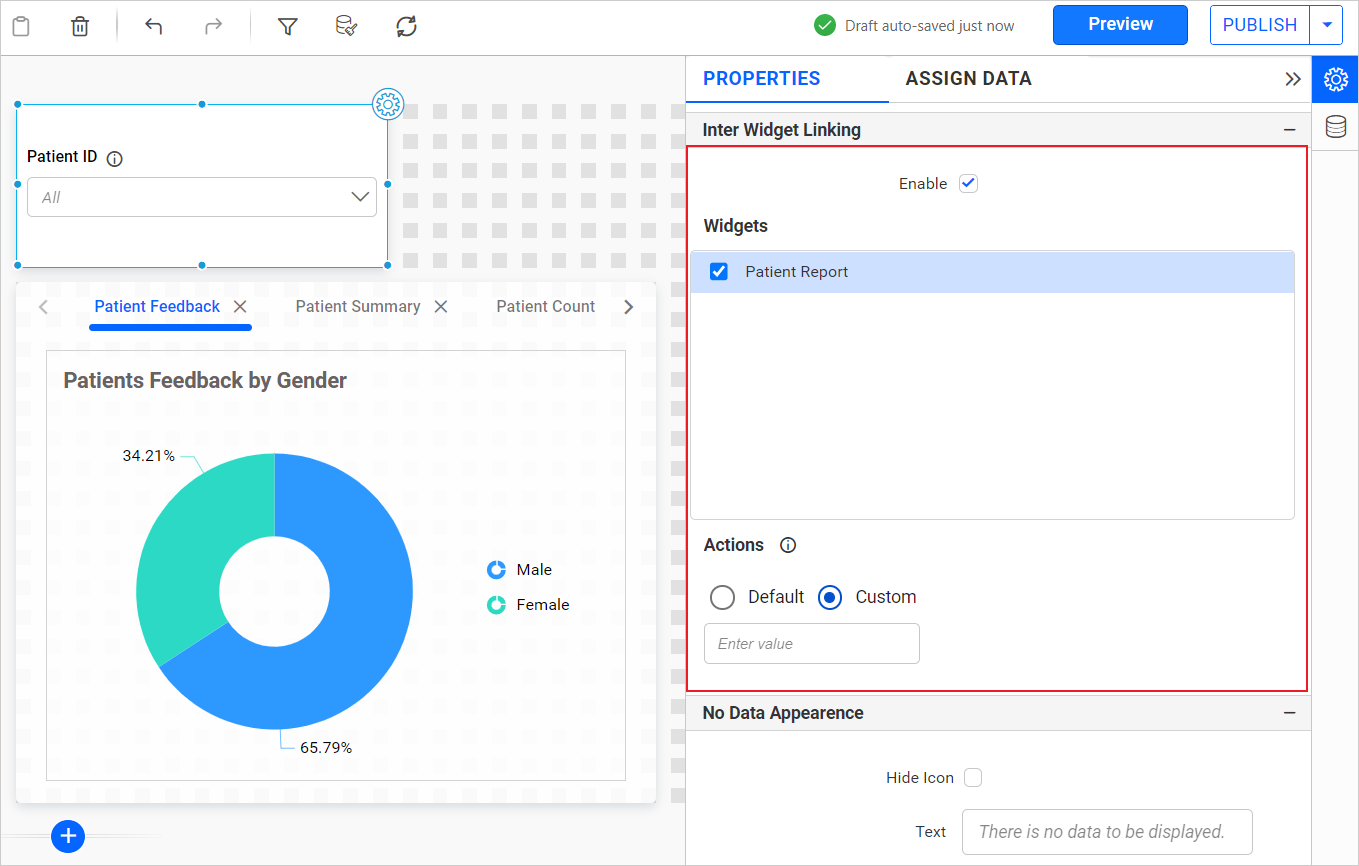 Draft auto-saved just now
Preview
PUBLISH
Patient ID
All
Patient Feedback
Patient Summary
Patient Count
Patients Feedback by Gender
34.21%
65.79%
Male
Female
PROPERTIES
ASSIGN DATA
Inter Widget Linking
Enable
Widgets
Patient Report
Actions
Default
Custom
Enter value
No Data Appearence
Hide Icon
Text
There is no data to be displayed.